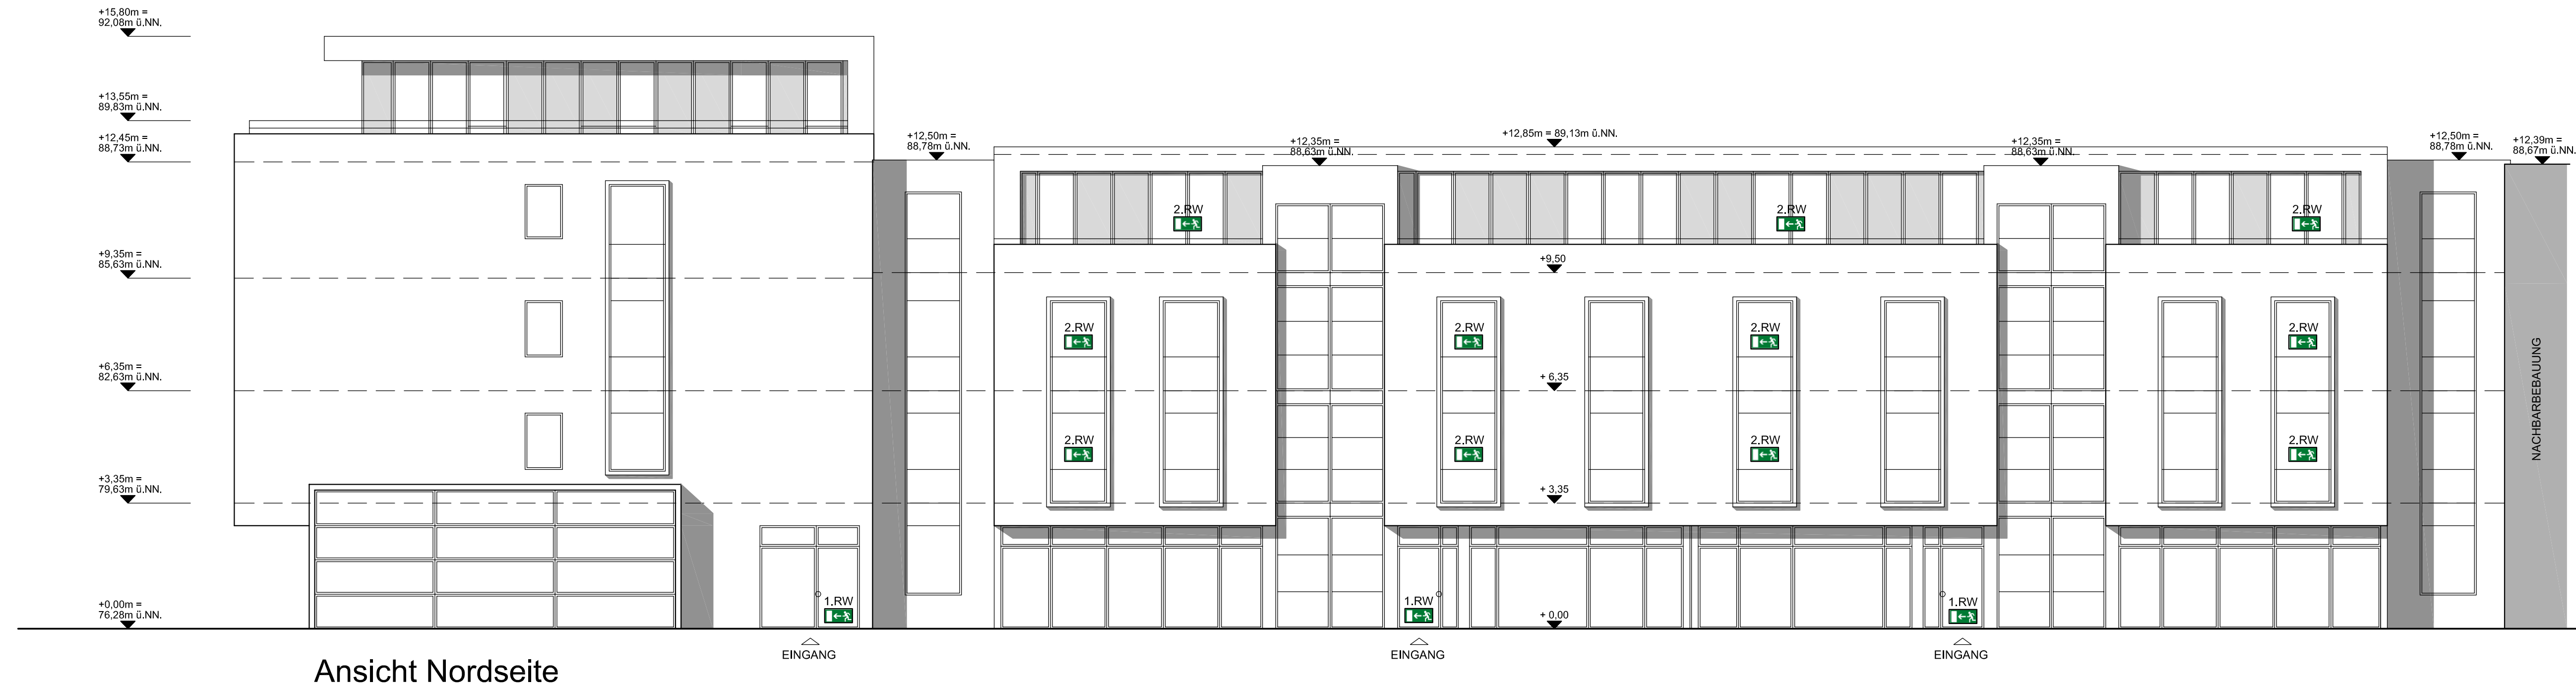 +15,80m =
92,08m ü.NN.
+13,55m =
89,83m ü.NN.
+12,45m =
88,73m ü.NN.
+9,35m =
85,63m ü.NN.
+6,35m =
82,63m ü.NN.
+3,35m =
79,63m ü.NN.
+0,00m =
76,28m ü.NN.
+12,50m =
88,78m ü.NN.
+12,35m =
88,63m ü.NN.
+12,85m = 89,13m ü.NN.
+12,35m =
88,63m ü.NN.
+12,50m =
88,78m ü.NN.
+12,39m =
88,67m ü.NN.
2.RW
2.RW
2.RW
+9,50
2.RW
2.RW
2.RW
2.RW
+ 6,35
2.RW
2.RW
2.RW
2.RW
+ 3,35
NACHBARBEBAUUNG
1.RW
1.RW
1.RW
+ 0,00
EINGANG
EINGANG
EINGANG
Ansicht Nordseite